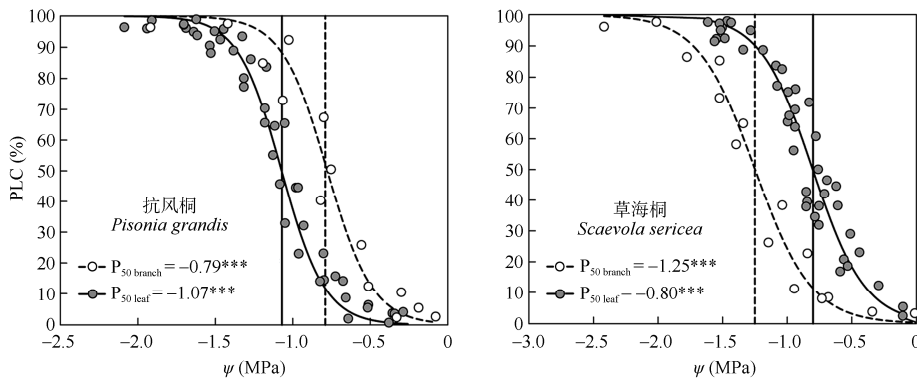 PLC (%)
100
90
80
70
60
50
40
30
20
10
0
抗风桐
Pisonia grandis
P50 branch = −0.79***
P50 leaf = −1.07***
−2.5 −2.0 −1.5 −1.0 −0.5 0
ψ (MPa)
100
90
80
70
60
50
40
30
20
10
0
草海桐
Scaevola sericea
P50 branch = −1.25***
P50 leaf − −0.80***
−3.0 −2.5 −2.0 −1.5 −1.0 −0.5 0
ψ (MPa)